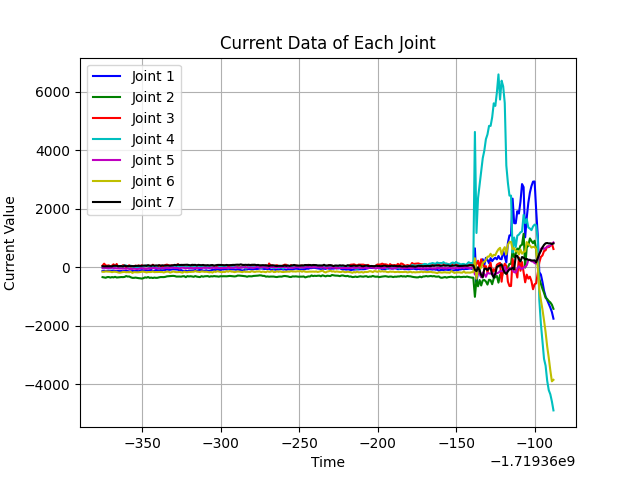 Current Data of Each Joint
Joint 1
Joint 2
Joint 3
Joint 4
Joint 5
Joint 6
Joint 7
6000
4000
2000
0
−2000
−4000
Current Value
−350
−300
−250
−200
−150
−100
Time
−1.71936e9